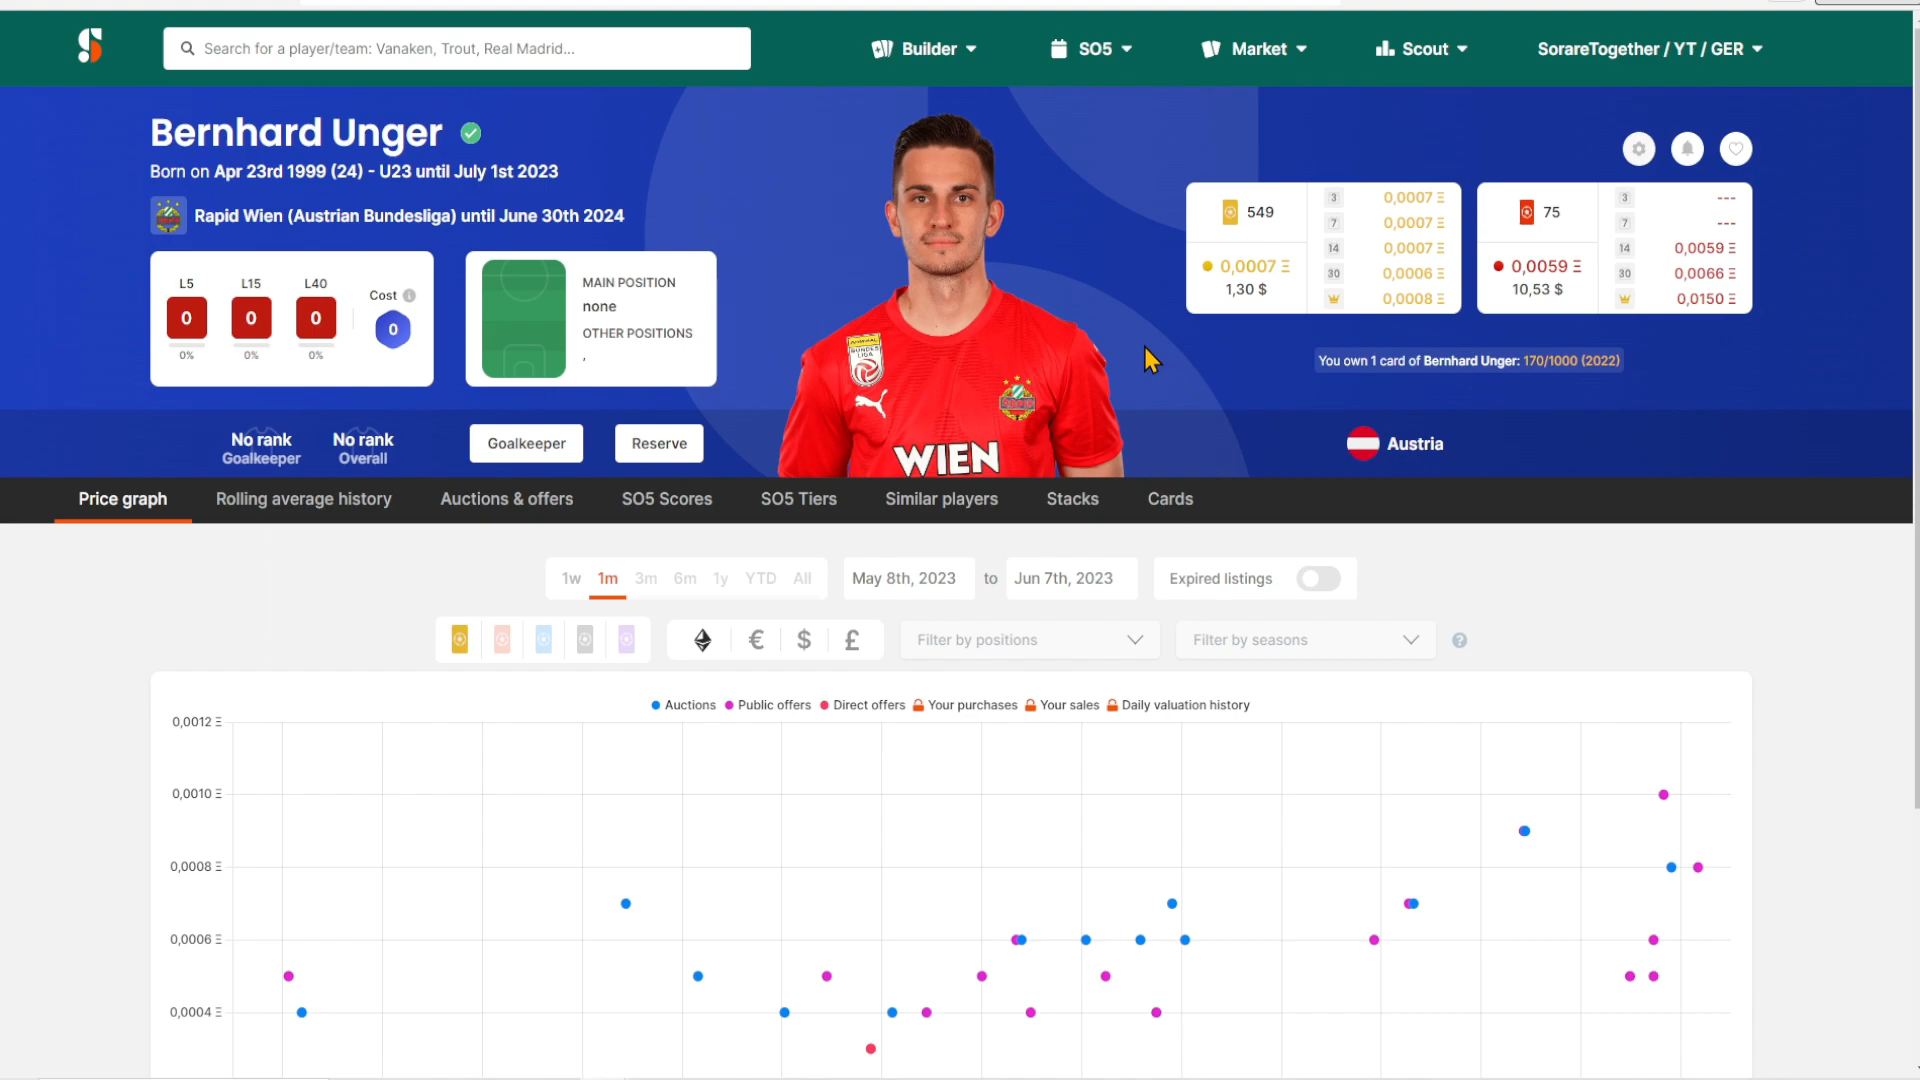 Search for a player/team: Vanaken, Trout, Real Madrid...
Builder
SO5
Market
Scout
SorareTogether / YT / GER
Bernhard Unger
Born on Apr 23rd 1999 (24) - U23 until July 1st 2023
Rapid Wien (Austrian Bundesliga) until June 30th 2024
L5 L15 L40 Cost
0 0 0 0
0% 0% 0%
MAIN POSITION
none
OTHER POSITIONS
,
WIEN
549
0,0007 Ξ
1,30 $
3 0,0007 Ξ
7 0,0007 Ξ
14 0,0007 Ξ
30 0,0006 Ξ
0,0008 Ξ
75
0,0059 Ξ
10,53 $
3 ---
7 ---
14 0,0059 Ξ
30 0,0066 Ξ
0,0150 Ξ
You own 1 card of Bernhard Unger: 170/1000 (2022)
No rank
Goalkeeper
No rank
Overall
Goalkeeper
Reserve
Austria
Price graph
Rolling average history
Auctions & offers
SO5 Scores
SO5 Tiers
Similar players
Stacks
Cards
1w 1m 3m 6m 1y YTD All
May 8th, 2023 to Jun 7th, 2023
Expired listings
€ $ £
Filter by positions
Filter by seasons
?
Auctions Public offers Direct offers Your purchases Your sales Daily valuation history
0,0012 Ξ
0,0010 Ξ
0,0008 Ξ
0,0006 Ξ
0,0004 Ξ